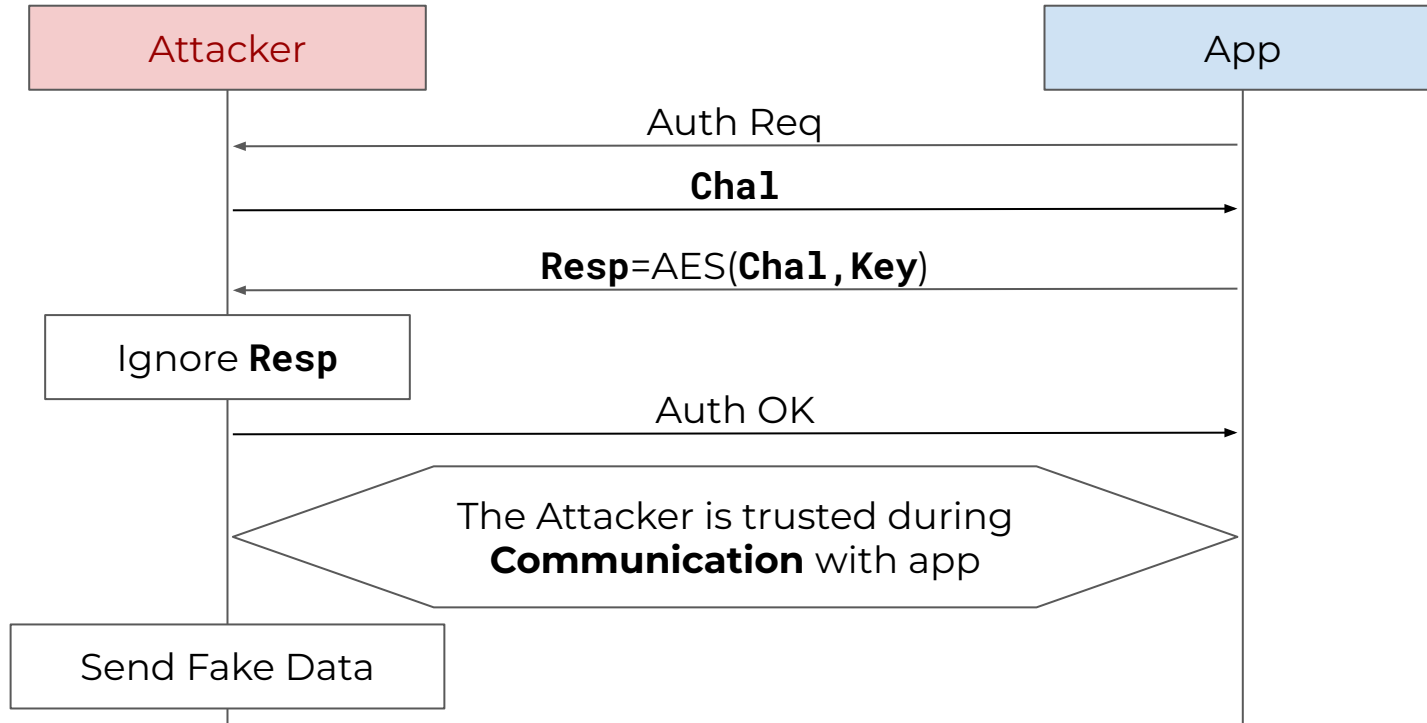 Attacker
App
Auth Req
Chal
Resp=AES(Chal,Key)
Ignore Resp
Auth OK
The Attacker is trusted during
Communication with app
Send Fake Data